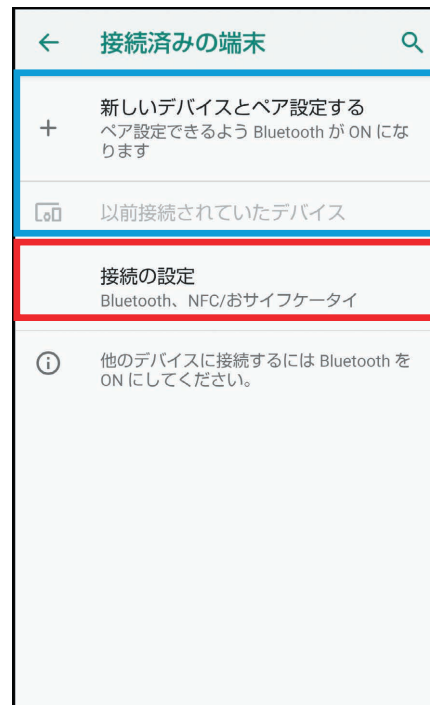 接続済みの端末
新しいデバイスとペア設定する
ペア設定できるよう Bluetooth が ON にな
ります
以前接続されていたデバイス
接続の設定
Bluetooth、NFC/おサイフケータイ
他のデバイスに接続するには Bluetooth を
ON にしてください。